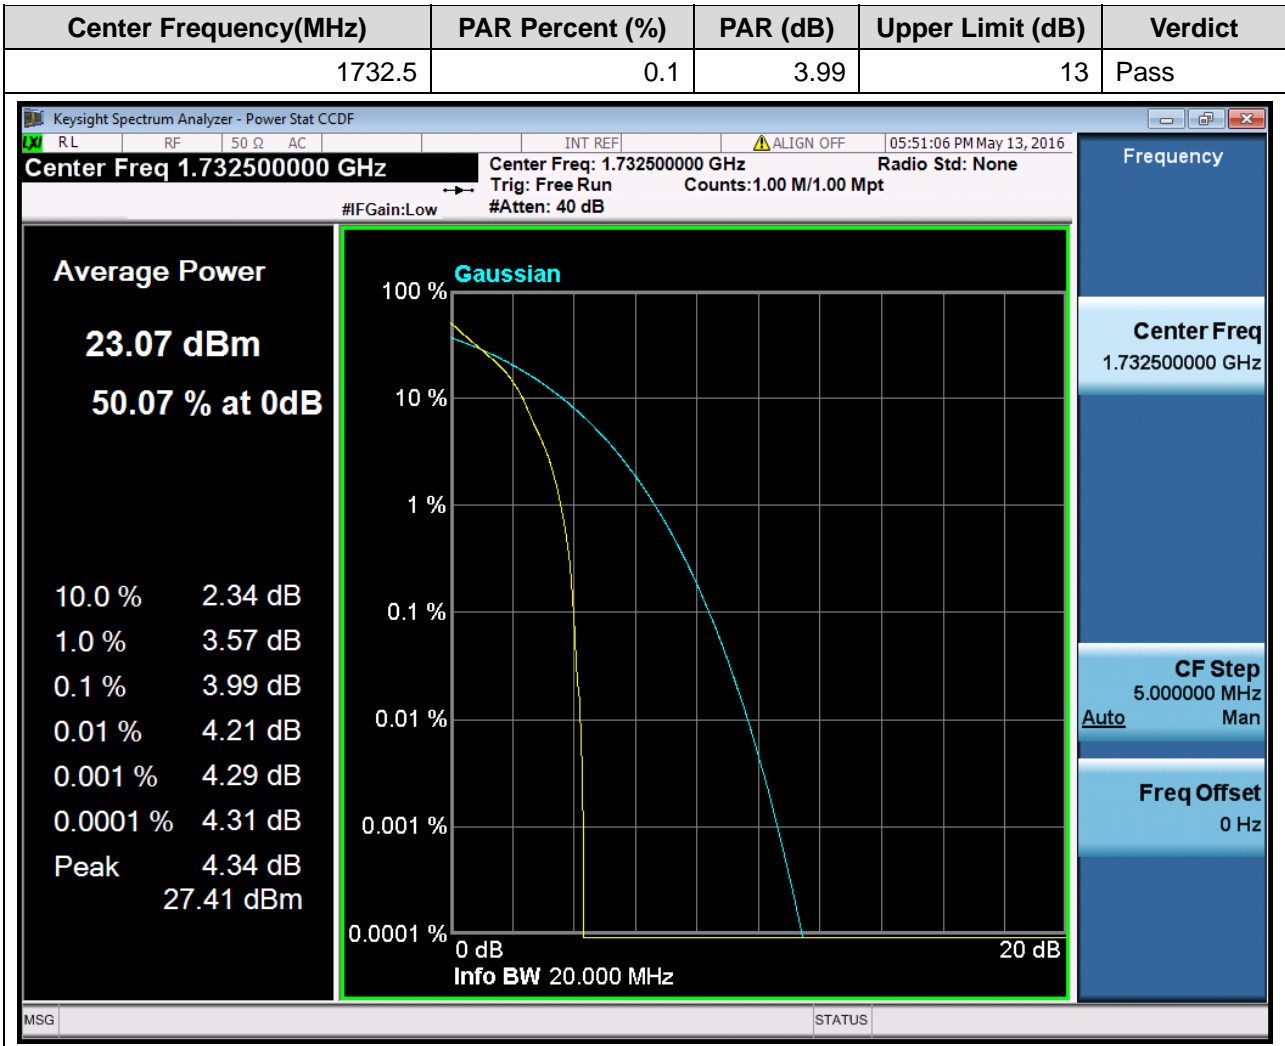 Center Frequency(MHz) PAR Percent (%) PAR (dB) Upper Limit (dB) Verdict
1732.5 0.1 3.99 13 Pass
Keysight Spectrum Analyzer - Power Stat CCDF
LXI RL RF 50 Ω AC INT REF ALIGN OFF 05:51:06 PM May 13, 2016
Center Freq 1.732500000 GHz
Center Freq: 1.732500000 GHz Radio Std: None
Trig: Free Run Counts:1.00 M/1.00 Mpt
#IFGain:Low #Atten: 40 dB
Average Power
23.07 dBm
50.07 % at 0dB
10.0 % 2.34 dB
1.0 % 3.57 dB
0.1 % 3.99 dB
0.01 % 4.21 dB
0.001 % 4.29 dB
0.0001 % 4.31 dB
Peak 4.34 dB
27.41 dBm
Gaussian
100 %
10 %
1 %
0.1 %
0.01 %
0.001 %
0.0001 %
0 dB 20 dB
Info BW 20.000 MHz
Frequency
Center Freq
1.732500000 GHz
CF Step
5.000000 MHz
Auto Man
Freq Offset
0 Hz
MSG STATUS